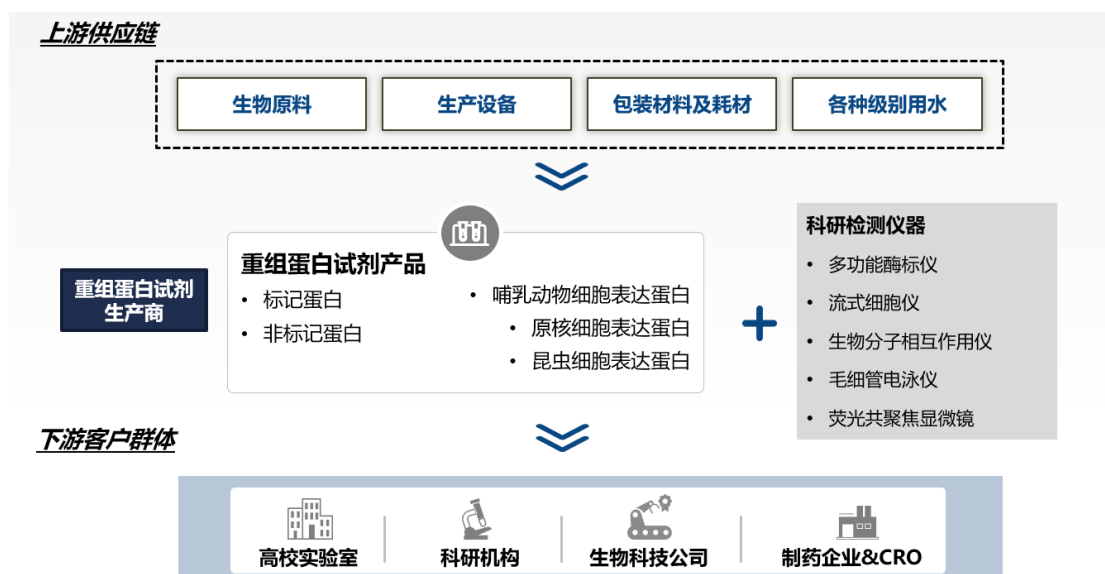 上游供应链
生物原料
生产设备
包装材料及耗材
各种级别用水
重组蛋白试剂
生产商
重组蛋白试剂产品
• 标记蛋白
• 非标记蛋白
• 哺乳动物细胞表达蛋白
• 原核细胞表达蛋白
• 昆虫细胞表达蛋白
+
科研检测仪器
• 多功能酶标仪
• 流式细胞仪
• 生物分子相互作用仪
• 毛细管电泳仪
• 荧光共聚焦显微镜
下游客户群体
高校实验室
科研机构
生物科技公司
制药企业&CRO